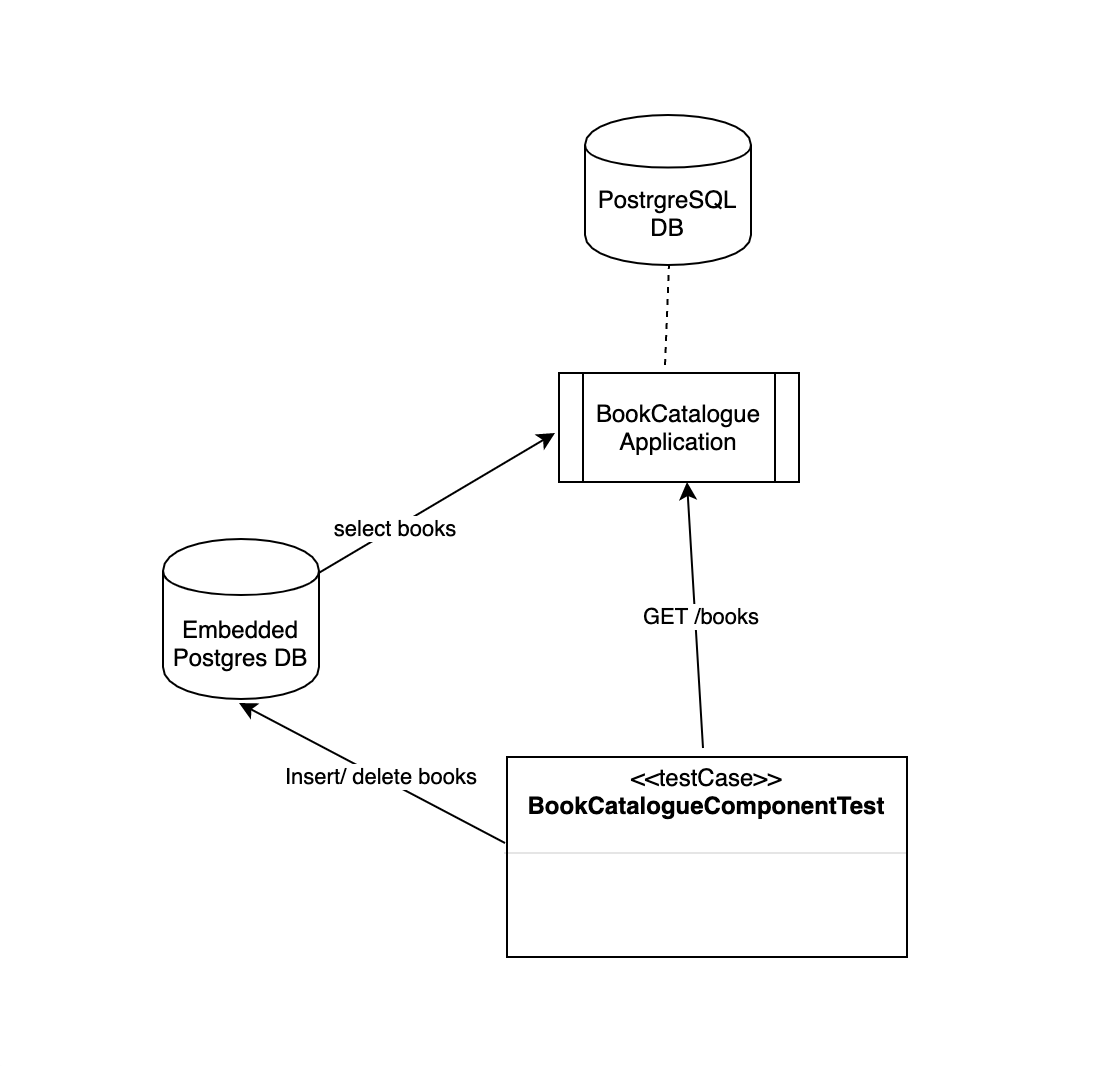 PostrgreSQL
DB
BookCatalogue
Application
select books
GET /books
Embedded
Postgres DB
Insert/ delete books
<<testCase>>
BookCatalogueComponentTest